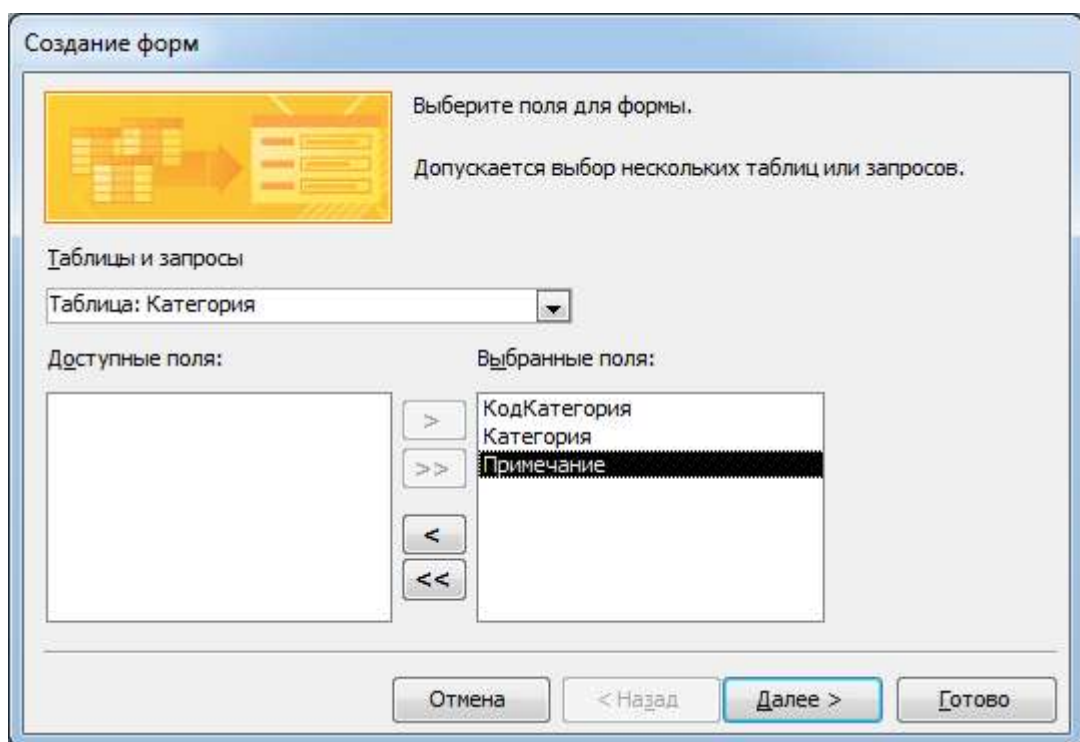 Создание форм
Выберите поля для формы.
Допускается выбор нескольких таблиц или запросов.
Таблицы и запросы
Таблица: Категория
Доступные поля:
Выбранные поля:
КодКатегория
Категория
Примечание
>
>>
<
<<
Отмена
< Назад
Далее >
Готово